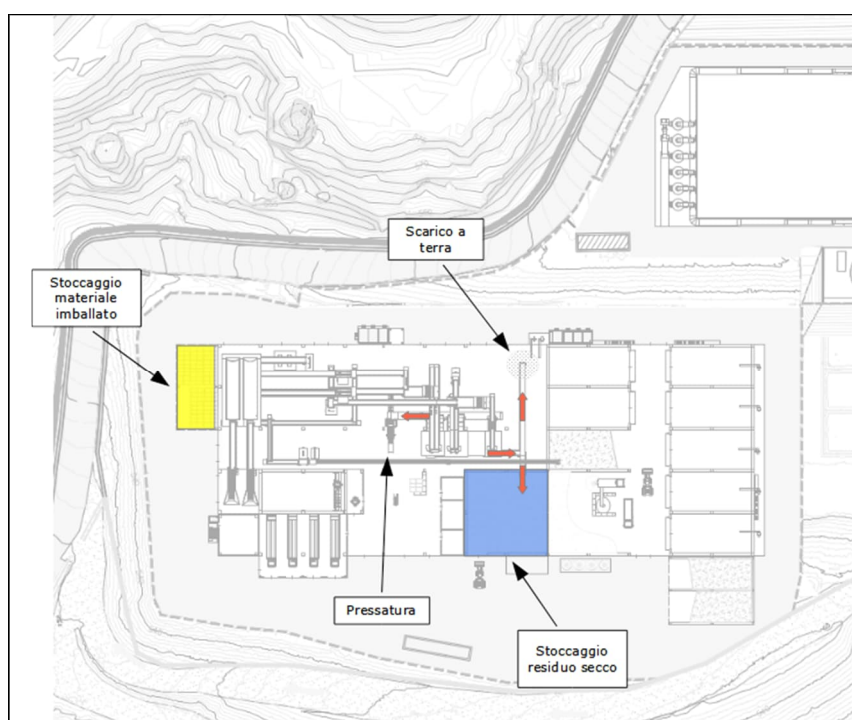 Scarico a
terra
Stoccaggio
materiale
imballato
Pressatura
Stoccaggio
residuo secco